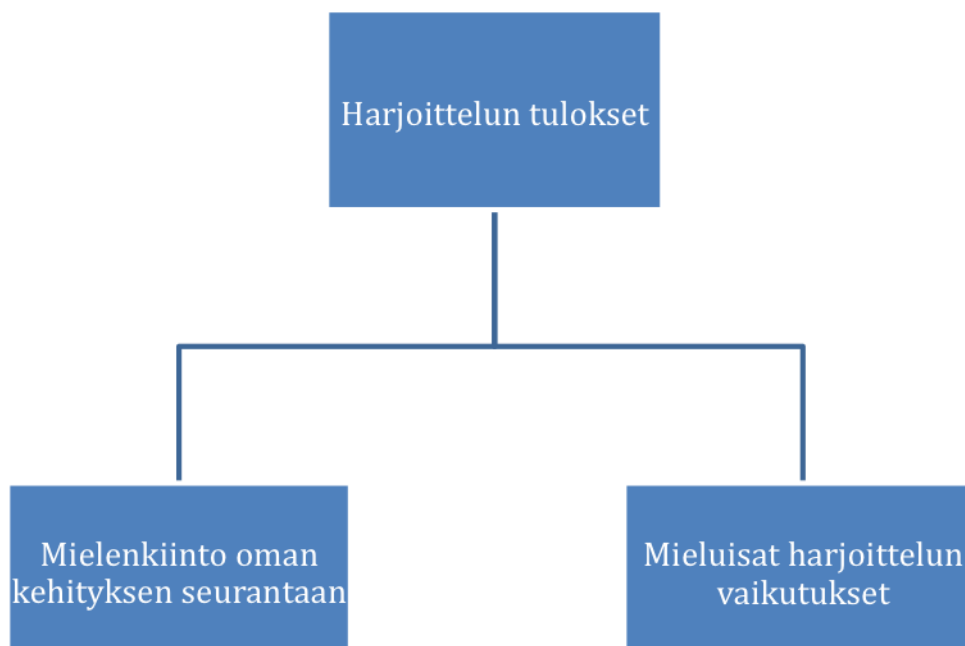 Harjoittelun tulokset
Mielenkiinto oman
kehityksen seurantaan
Mieluisat harjoittelun
vaikutukset